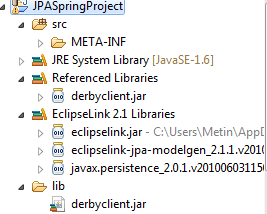 JPASpringProject
src
META-INF
JRE System Library [JavaSE-1.6]
Referenced Libraries
derbyclient.jar
EclipseLink 2.1 Libraries
eclipselink.jar - C:\Users\Metin\AppD
eclipselink-jpa-modelgen_2.1.1.v2010
javax.persistence_2.0.1.v20100603115
lib
derbyclient.jar